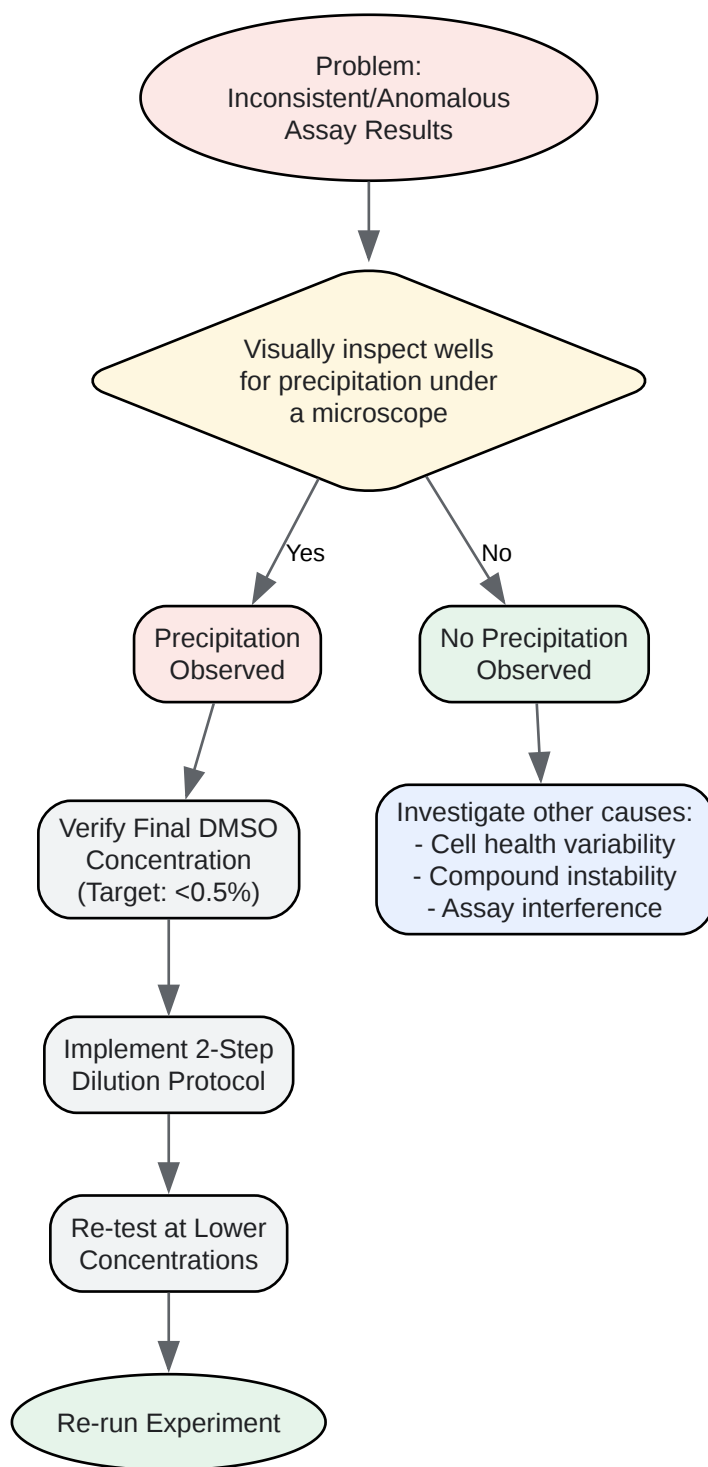 Problem:
Inconsistent/Anomalous
Assay Results
Visually inspect wells
for precipitation under
a microscope
Yes
No
Precipitation
Observed
No Precipitation
Observed
Verify Final DMSO
Concentration
(Target: <0.5%)
Investigate other causes:
- Cell health variability
- Compound instability
- Assay interference
Implement 2-Step
Dilution Protocol
Re-test at Lower
Concentrations
Re-run Experiment